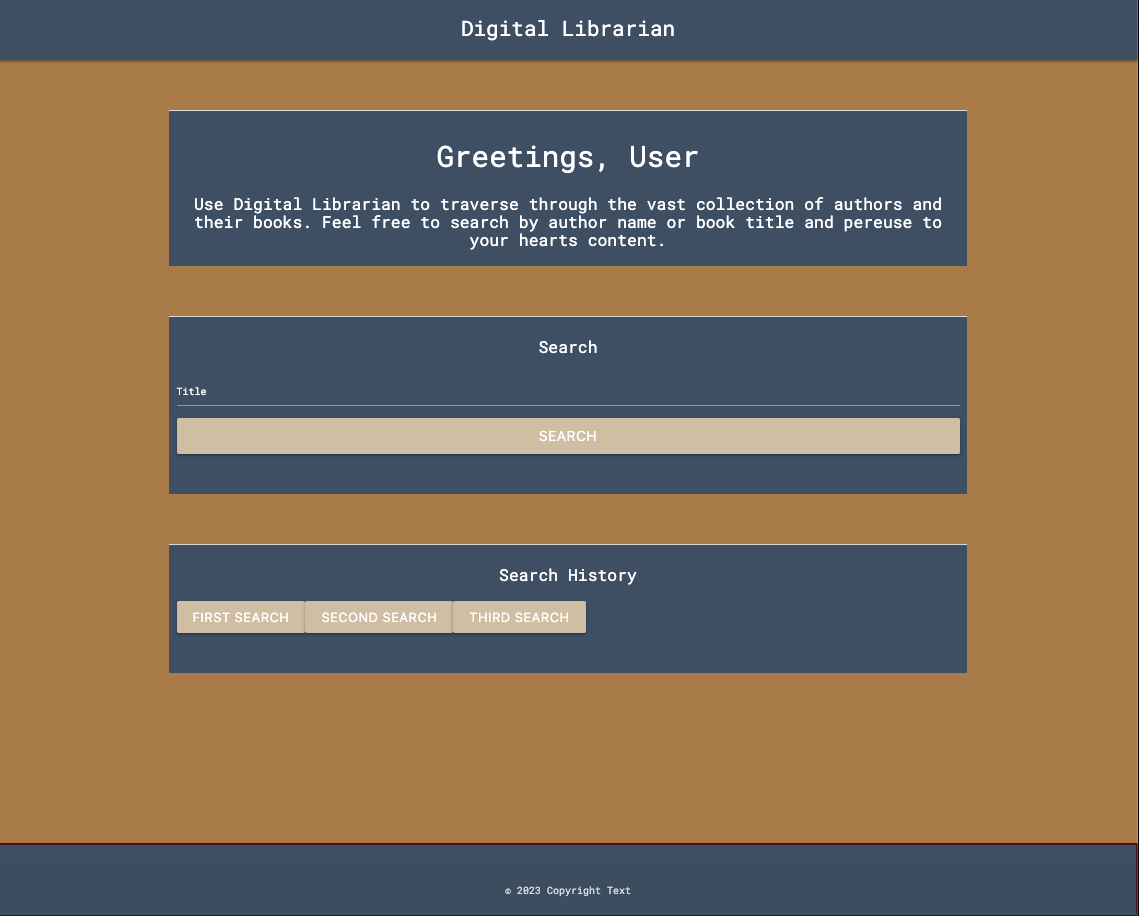 Digital Librarian
Greetings, User
Use Digital Librarian to traverse through the vast collection of authors and
their books. Feel free to search by author name or book title and pereuse to
your hearts content.
Search
Title
SEARCH
Search History
FIRST SEARCH SECOND SEARCH THIRD SEARCH
© 2023 Copyright Text